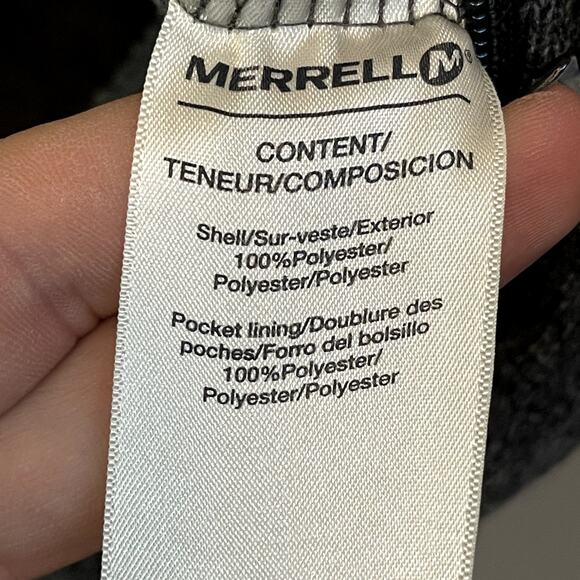 MERRELL M®
CONTENT/
TENEUR/COMPOSICION
Shell/Sur-veste/Exterior
100%Polyester/
Polyester/Polyester
Pocket lining/Doublure des
poches/Forro del bolsillo
100%Polyester/
Polyester/Polyester